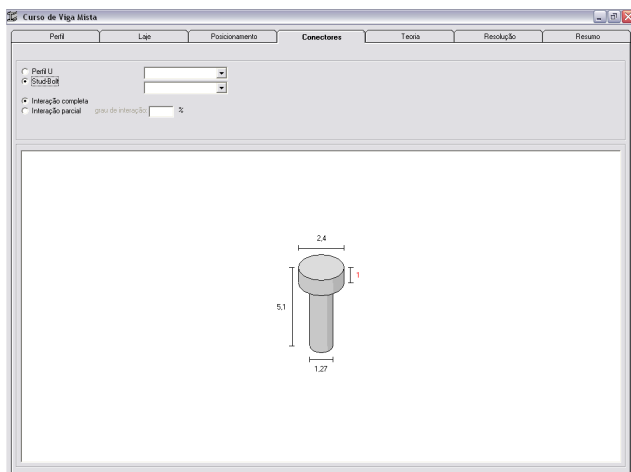 Curso de Viga Mista
Perfil Laje Posicionamento Conectores Teoria Resolução Resumo
Perfil U
Stud-Bolt
Interação completa
Interação parcial grau de interação: %
2,4
1
5,1
1,27